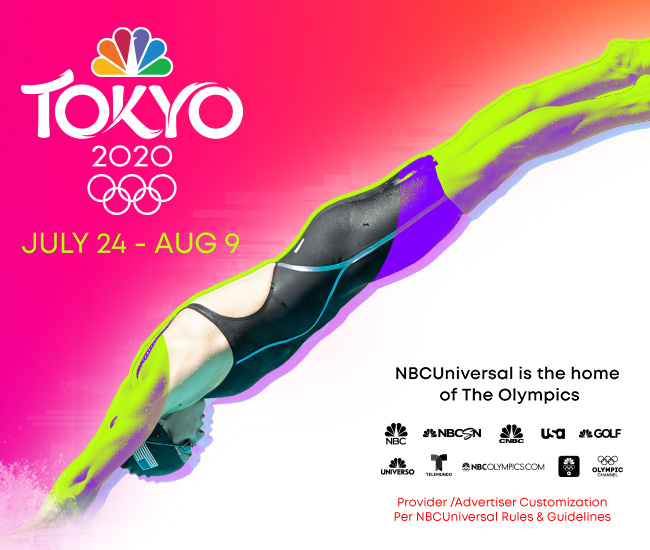 TOKYO
2020
JULY 24 - AUG 9
NBCUniversal is the home
of The Olympics
NBC NBCSN CNBC USA GOLF
UNIVERSO TELEMUNDO NBCOLYMPICS.COM OLYMPIC CHANNEL
Provider /Advertiser Customization
Per NBCUniversal Rules & Guidelines